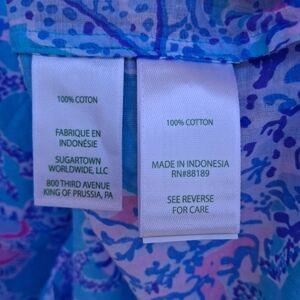 100% COTON
FABRIQUE EN
INDONÉSIE
SUGARTOWN
WORLDWIDE, LLC
800 THIRD AVENUE
KING OF PRUSSIA, PA
100% COTTON
MADE IN INDONESIA
RN#88189
SEE REVERSE
FOR CARE